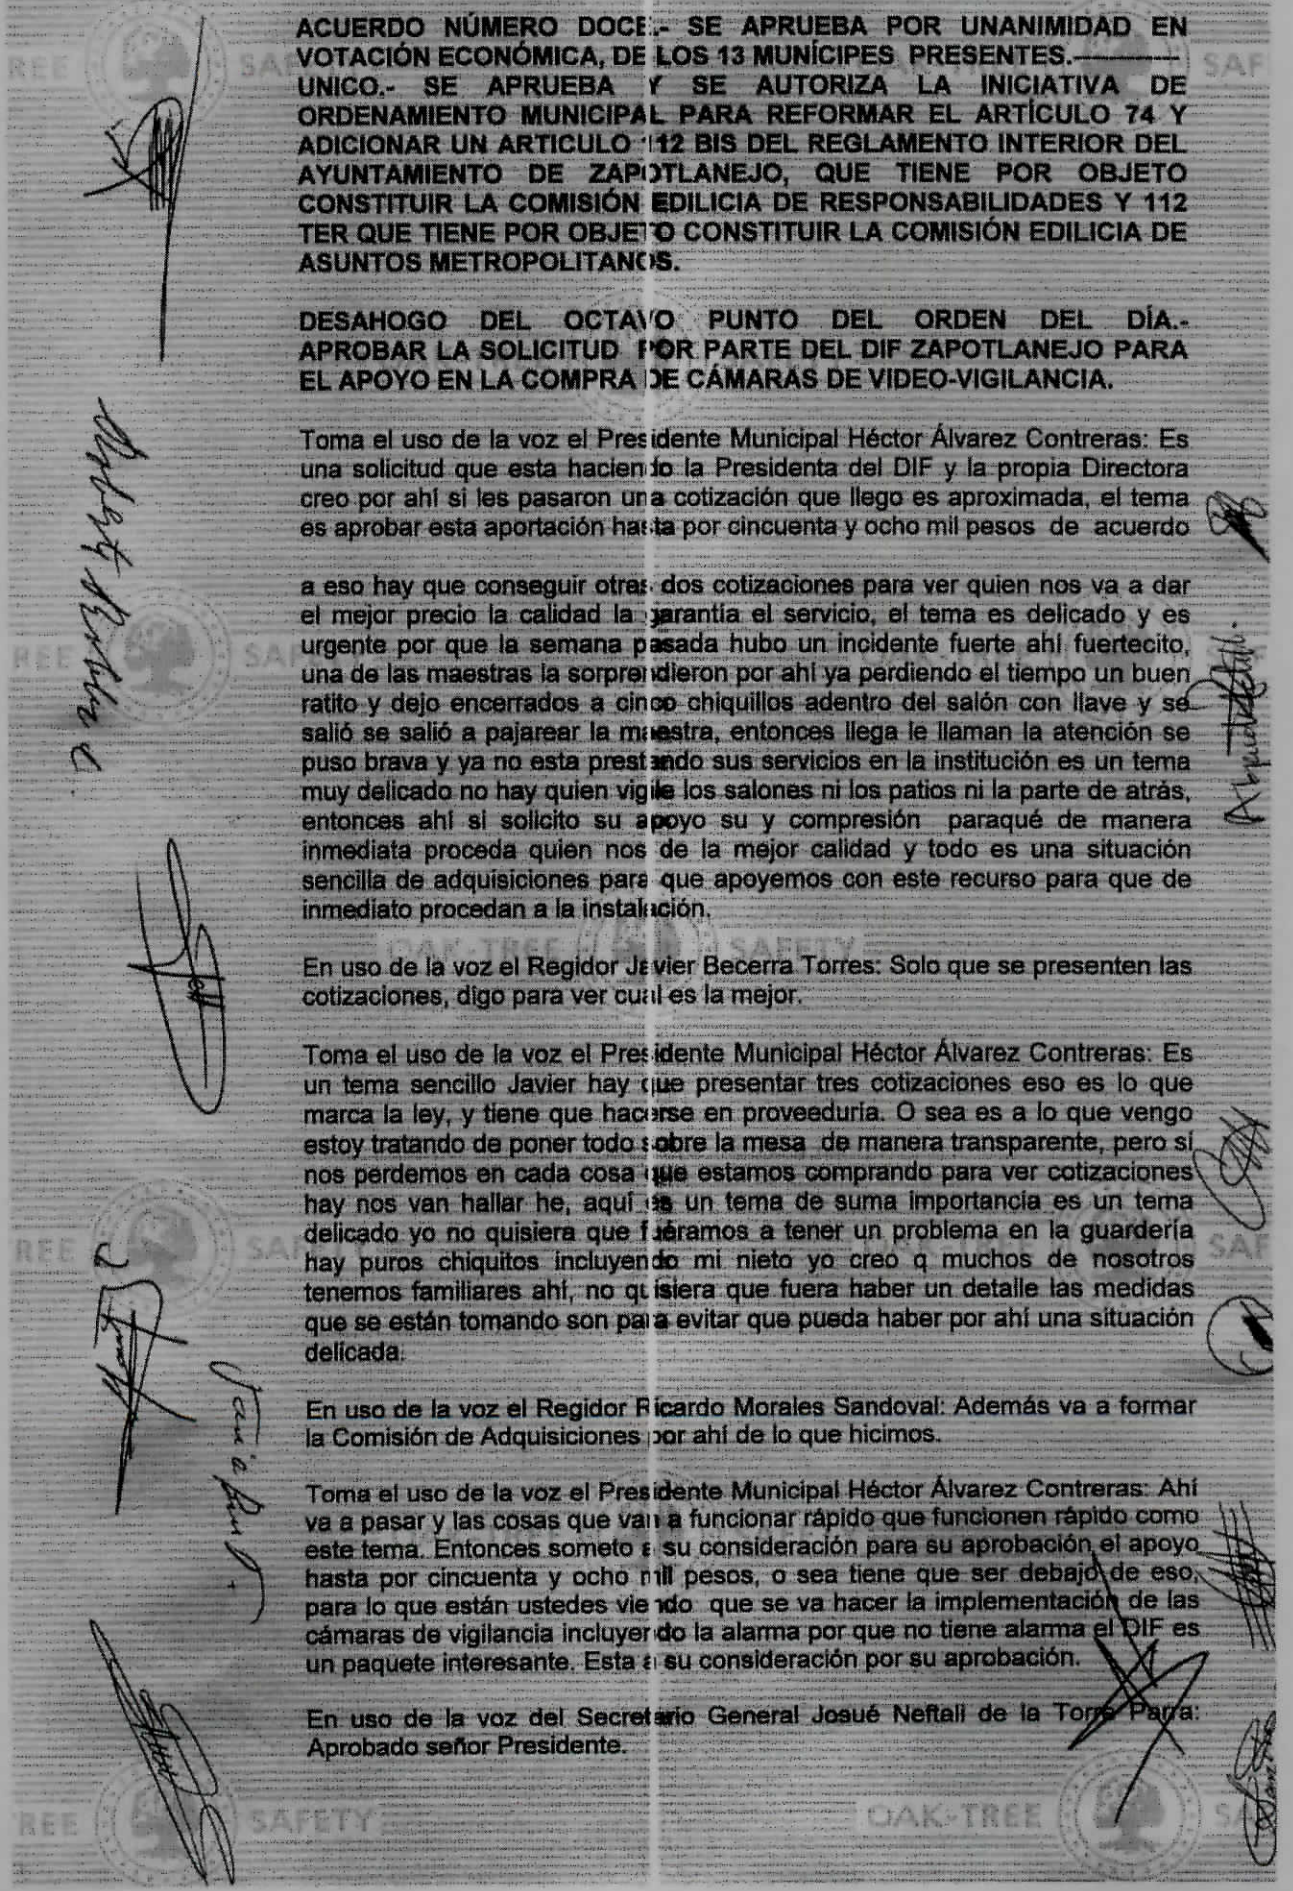 ACUERDO NÚMERO DOCE.- SE APRUEBA POR UNANIMIDAD EN
VOTACIÓN ECONÓMICA, DE LOS 13 MUNÍCIPES PRESENTES.----------
UNICO.- SE APRUEBA Y SE AUTORIZA LA INICIATIVA DE
ORDENAMIENTO MUNICIPAL PARA REFORMAR EL ARTÍCULO 74 Y
ADICIONAR UN ARTICULO 112 BIS DEL REGLAMENTO INTERIOR DEL
AYUNTAMIENTO DE ZAPOTLANEJO, QUE TIENE POR OBJETO
CONSTITUIR LA COMISIÓN EDILICIA DE RESPONSABILIDADES Y 112
TER QUE TIENE POR OBJETO CONSTITUIR LA COMISIÓN EDILICIA DE
ASUNTOS METROPOLITANOS.
DESAHOGO DEL OCTAVO PUNTO DEL ORDEN DEL DÍA.-
APROBAR LA SOLICITUD POR PARTE DEL DIF ZAPOTLANEJO PARA
EL APOYO EN LA COMPRA DE CÁMARAS DE VIDEO-VIGILANCIA.
Toma el uso de la voz el Presidente Municipal Héctor Álvarez Contreras: Es
una solicitud que esta haciendo la Presidenta del DIF y la propia Directora
creo por ahí si les pasaron una cotización que llego es aproximada, el tema
es aprobar esta aportación hasta por cincuenta y ocho mil pesos de acuerdo
a eso hay que conseguir otras dos cotizaciones para ver quien nos va a dar
el mejor precio la calidad la garantía el servicio, el tema es delicado y es
urgente por que la semana pasada hubo un incidente fuerte ahí fuertecito,
una de las maestras la sorprendieron por ahí ya perdiendo el tiempo un buen
ratito y dejo encerrados a cinco chiquillos adentro del salón con llave y se
salió se salió a pajarear la maestra, entonces llega le llaman la atención se
puso brava y ya no esta prestando sus servicios en la institución es un tema
muy delicado no hay quien vigile los salones ni los patios ni la parte de atrás,
entonces ahí si solicito su apoyo su y compresión paraqué de manera
inmediata proceda quien nos de la mejor calidad y todo es una situación
sencilla de adquisiciones para que apoyemos con este recurso para que de
inmediato procedan a la instalación.
En uso de la voz el Regidor Javier Becerra Torres: Solo que se presenten las
cotizaciones, digo para ver cual es la mejor.
Toma el uso de la voz el Presidente Municipal Héctor Álvarez Contreras: Es
un tema sencillo Javier hay que presentar tres cotizaciones eso es lo que
marca la ley, y tiene que hacerse en proveeduría. O sea es a lo que vengo
estoy tratando de poner todo sobre la mesa de manera transparente, pero si
nos perdemos en cada cosa que estamos comprando para ver cotizaciones
hay nos van hallar he, aquí es un tema de suma importancia es un tema
delicado yo no quisiera que fuéramos a tener un problema en la guardería
hay puros chiquitos incluyendo mi nieto yo creo q muchos de nosotros
tenemos familiares ahí, no quisiera que fuera haber un detalle las medidas
que se están tomando son para evitar que pueda haber por ahí una situación
delicada.
En uso de la voz el Regidor Ricardo Morales Sandoval: Además va a formar
la Comisión de Adquisiciones por ahí de lo que hicimos.
Toma el uso de la voz el Presidente Municipal Héctor Álvarez Contreras: Ahí
va a pasar y las cosas que van a funcionar rápido que funcionen rápido como
este tema. Entonces someto a su consideración para su aprobación el apoyo
hasta por cincuenta y ocho mil pesos, o sea tiene que ser debajo de eso,
para lo que están ustedes viendo que se va hacer la implementación de las
cámaras de vigilancia incluyendo la alarma por que no tiene alarma el DIF es
un paquete interesante. Esta a su consideración por su aprobación.
En uso de la voz del Secretario General Josué Neftalí de la Torre Parra:
Aprobado señor Presidente.
OAK-TREE SAFETY